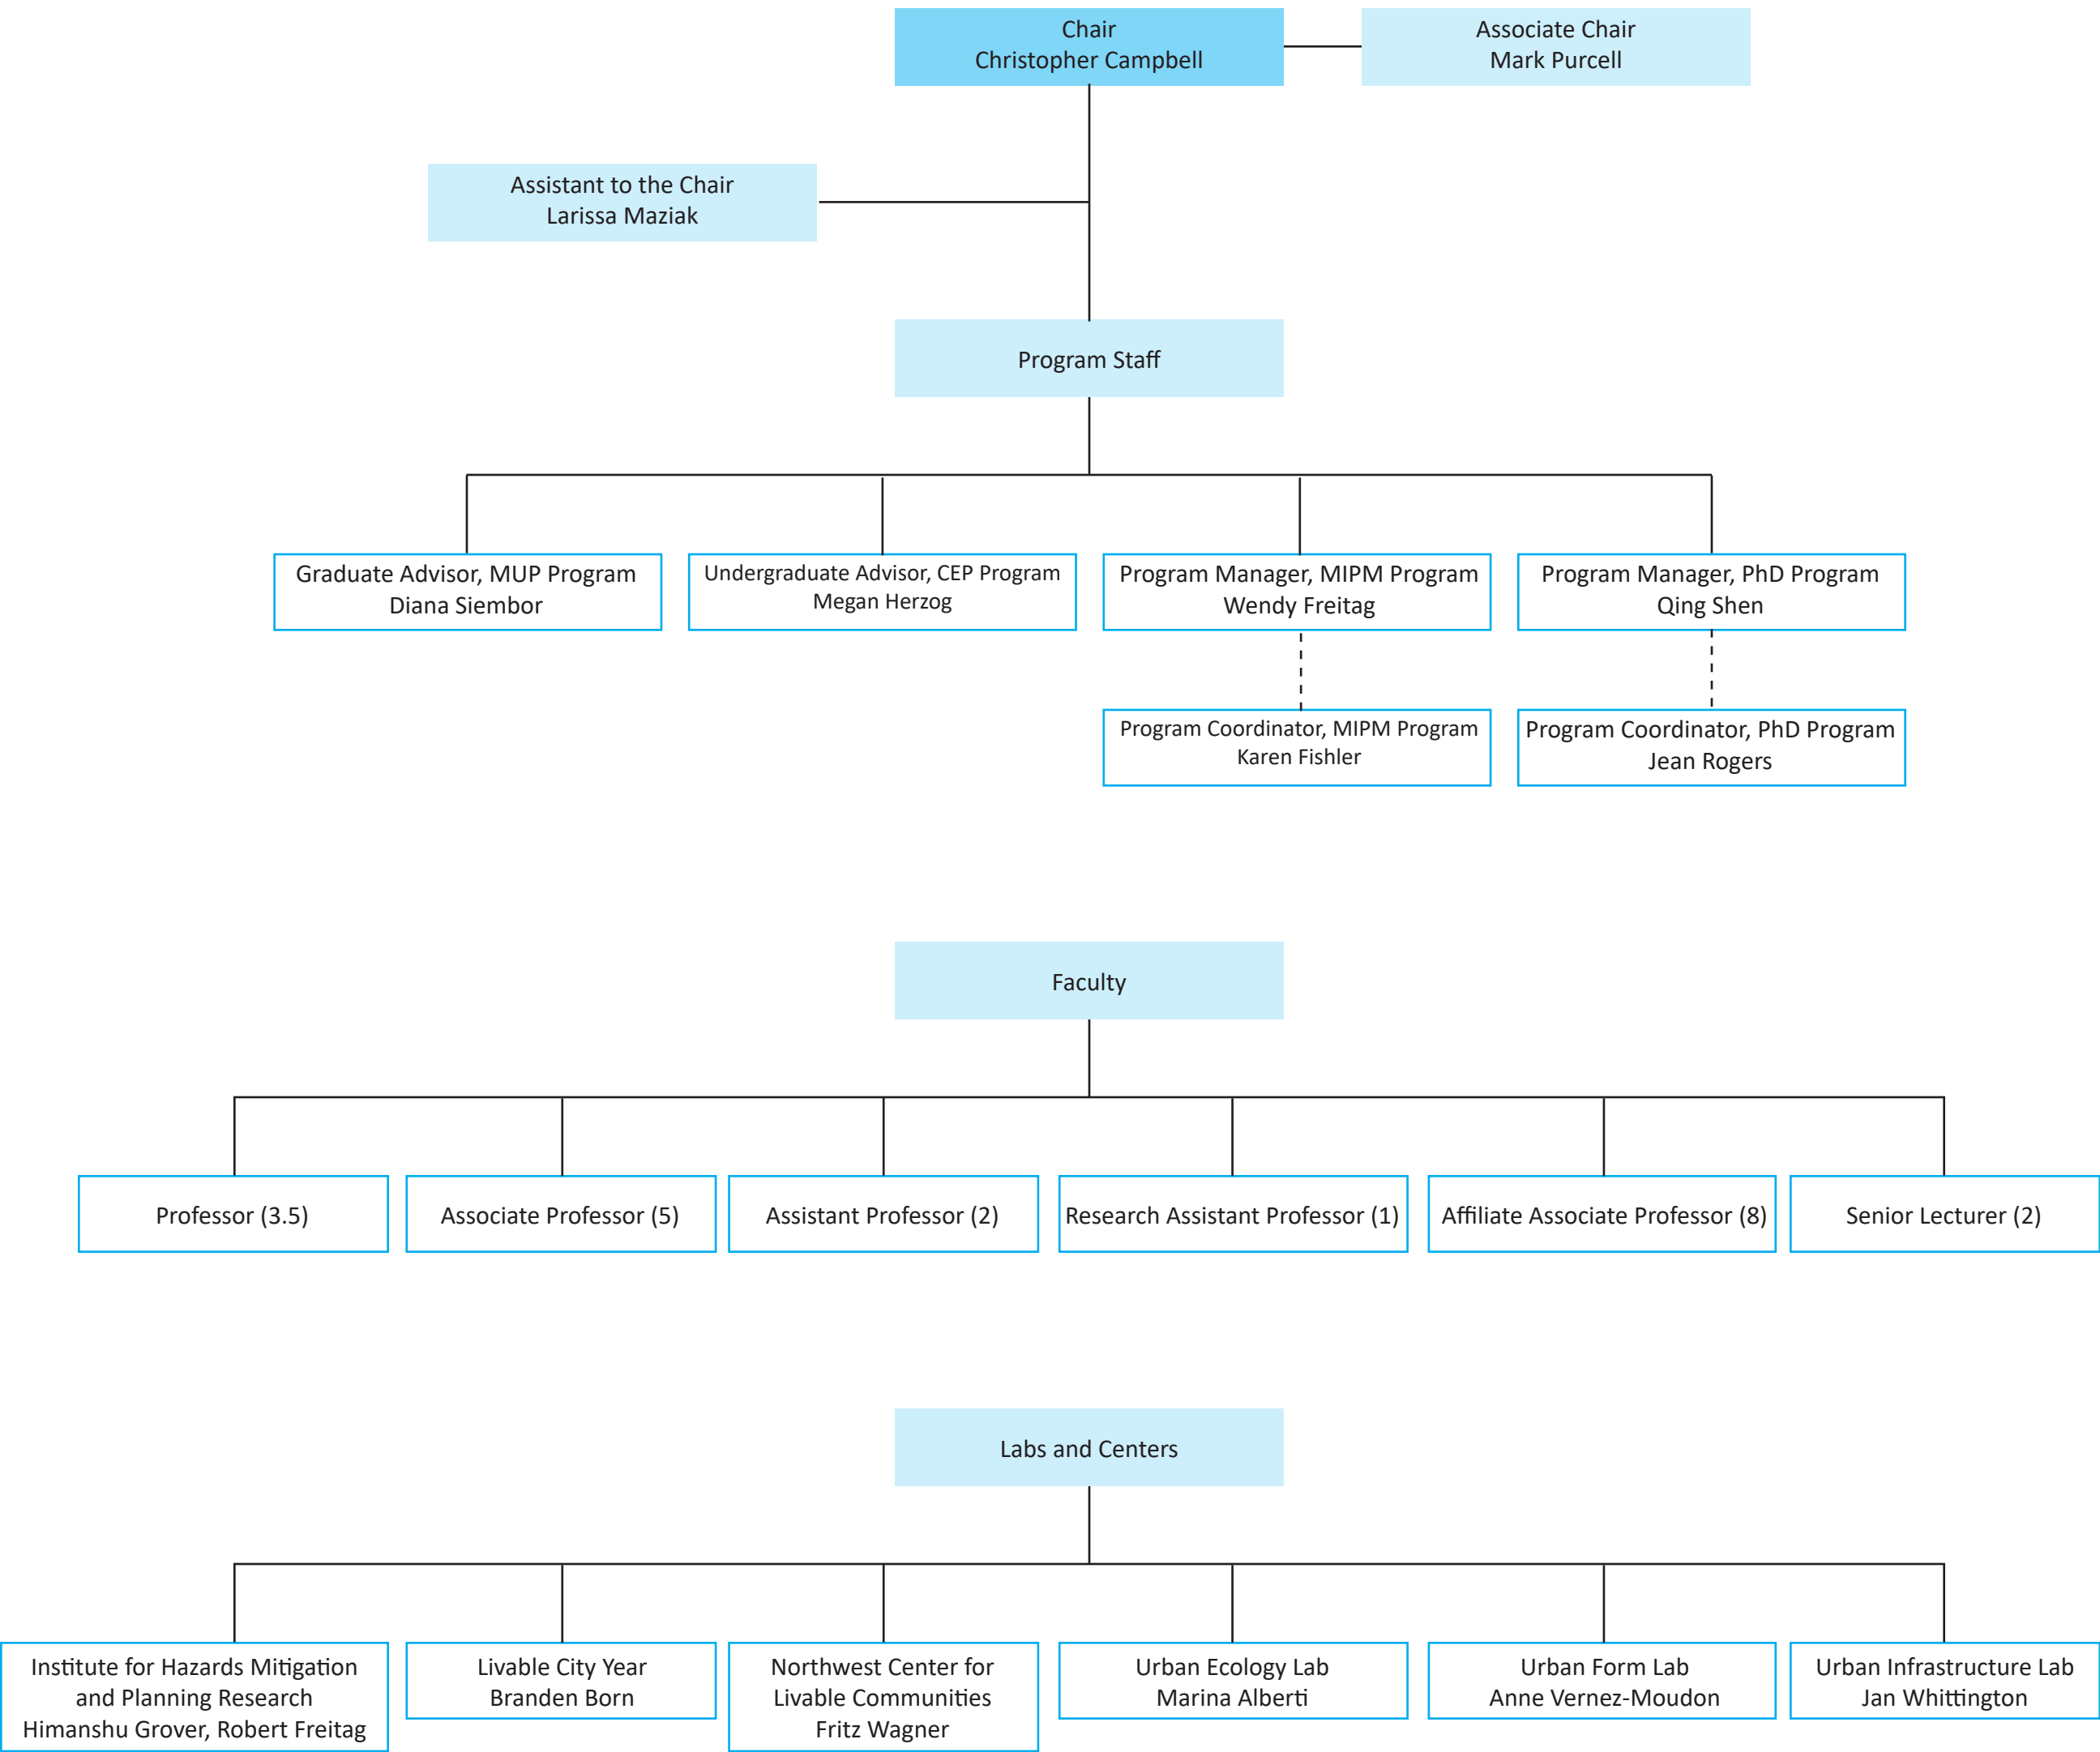 Chair
Christopher Campbell
Associate Chair
Mark Purcell
Assistant to the Chair
Larissa Maziak
Program Staff
Graduate Advisor, MUP Program
Diana Siembor
Undergraduate Advisor, CEP Program
Megan Herzog
Program Manager, MIPM Program
Wendy Freitag
Program Manager, PhD Program
Qing Shen
Program Coordinator, MIPM Program
Karen Fishler
Program Coordinator, PhD Program
Jean Rogers
Faculty
Professor (3.5)
Associate Professor (5)
Assistant Professor (2)
Research Assistant Professor (1)
Affiliate Associate Professor (8)
Senior Lecturer (2)
Labs and Centers
Institute for Hazards Mitigation
and Planning Research
Himanshu Grover, Robert Freitag
Livable City Year
Branden Born
Northwest Center for
Livable Communities
Fritz Wagner
Urban Ecology Lab
Marina Alberti
Urban Form Lab
Anne Vernez-Moudon
Urban Infrastructure Lab
Jan Whittington